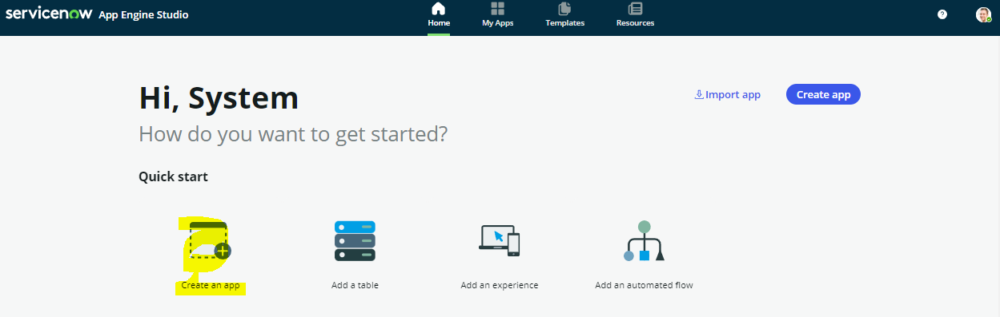 servicenow App Engine Studio
Home
My Apps
Templates
Resources
?
Hi, System
Import app
Create app
How do you want to get started?
Quick start
Create an app
Add a table
Add an experience
Add an automated flow